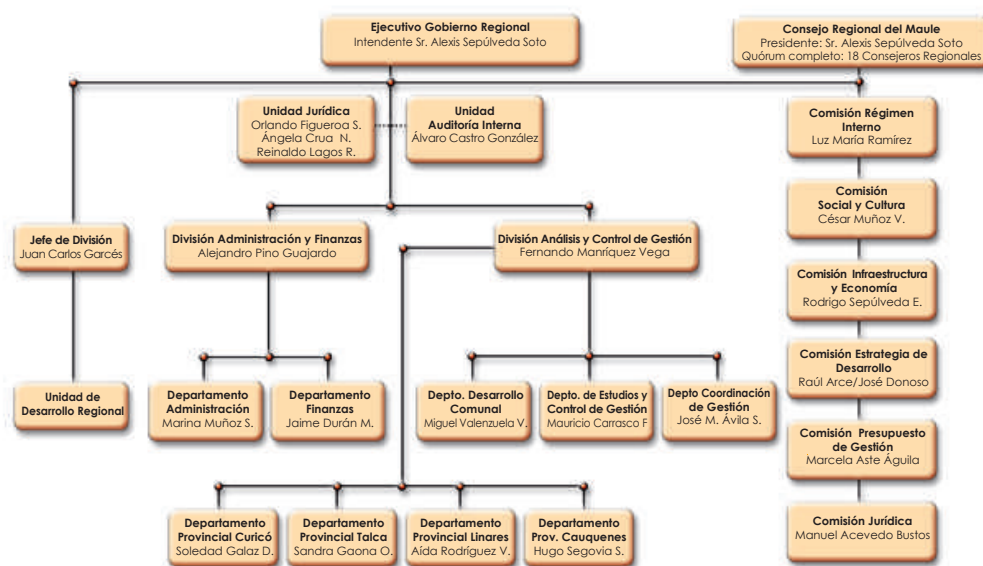 Ejecutivo Gobierno Regional
Intendente Sr. Alexis Sepúlveda Soto
Consejo Regional del Maule
Presidente: Sr. Alexis Sepúlveda Soto
Quórum completo: 18 Consejeros Regionales
Unidad Jurídica
Orlando Figueroa S.
Ángela Crua N.
Reinaldo Lagos R.
Unidad
Auditoría Interna
Álvaro Castro González
Comisión Régimen
Interno
Luz María Ramírez
Comisión
Social y Cultura
César Muñoz V.
Jefe de División
Juan Carlos Garcés
División Administración y Finanzas
Alejandro Pino Guajardo
División Análisis y Control de Gestión
Fernando Manríquez Vega
Comisión Infraestructura
y Economía
Rodrigo Sepúlveda E.
Comisión Estrategia de
Desarrollo
Raúl Arce/José Donoso
Unidad de
Desarrollo Regional
Departamento
Administración
Marina Muñoz S.
Departamento
Finanzas
Jaime Durán M.
Depto. Desarrollo
Comunal
Miguel Valenzuela V.
Depto. de Estudios y
Control de Gestión
Mauricio Carrasco F
Depto Coordinación
de Gestión
José M. Ávila S.
Comisión Presupuesto
de Gestión
Marcela Aste Águila
Departamento
Provincial Curicó
Soledad Galaz D.
Departamento
Provincial Talca
Sandra Gaona O.
Departamento
Provincial Linares
Aída Rodríguez V.
Departamento
Prov. Cauquenes
Hugo Segovia S.
Comisión Jurídica
Manuel Acevedo Bustos